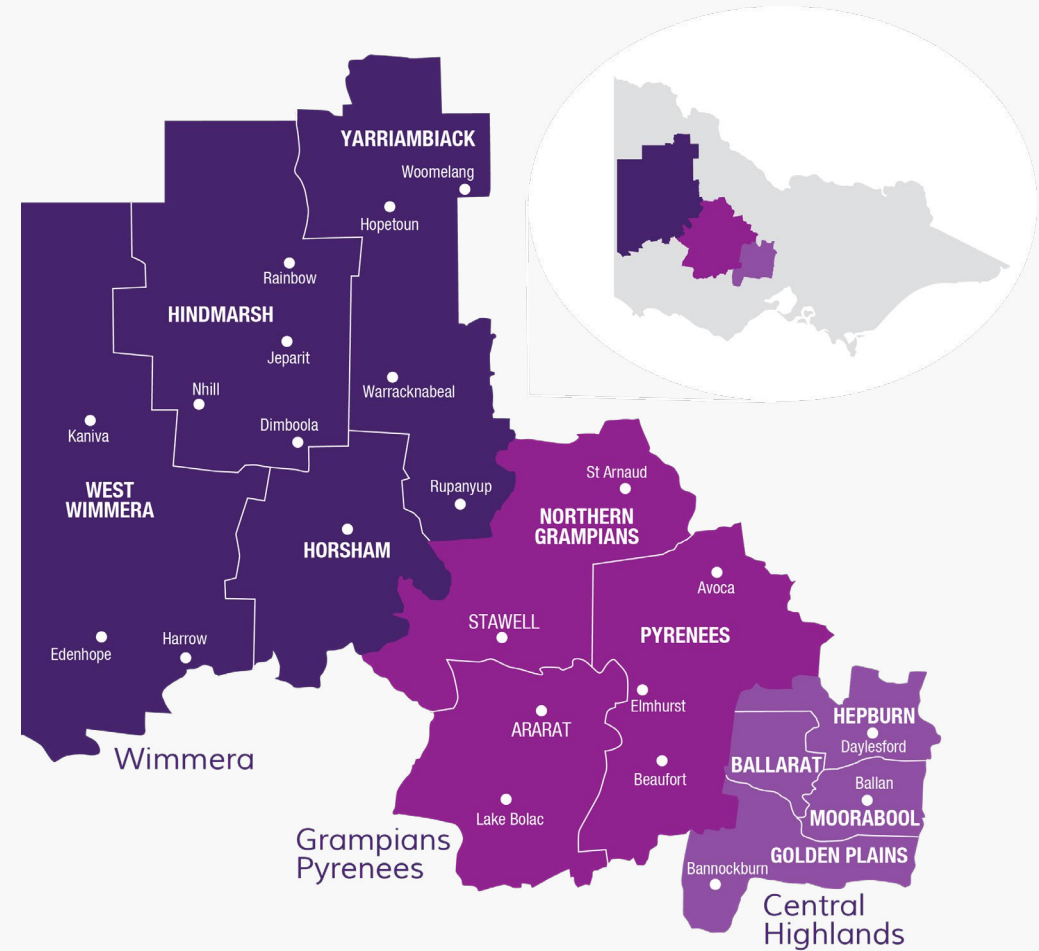 YARRIAMBIACK
Woomelang
Hopetoun
Rainbow
HINDMARSH
Jeparit
Nhill
Warracknabeal
Dimboola
Kaniva
WEST
WIMMERA
Rupanyup
HORSHAM
St Arnaud
NORTHERN
GRAMPIANS
Avoca
STAWELL
PYRENEES
Edenhope
Harrow
Elmhurst
ARARAT
HEPBURN
Daylesford
Wimmera
BALLARAT
Beaufort
Ballan
MOORABOOL
Lake Bolac
Grampians
Pyrenees
GOLDEN PLAINS
Bannockburn
Central
Highlands